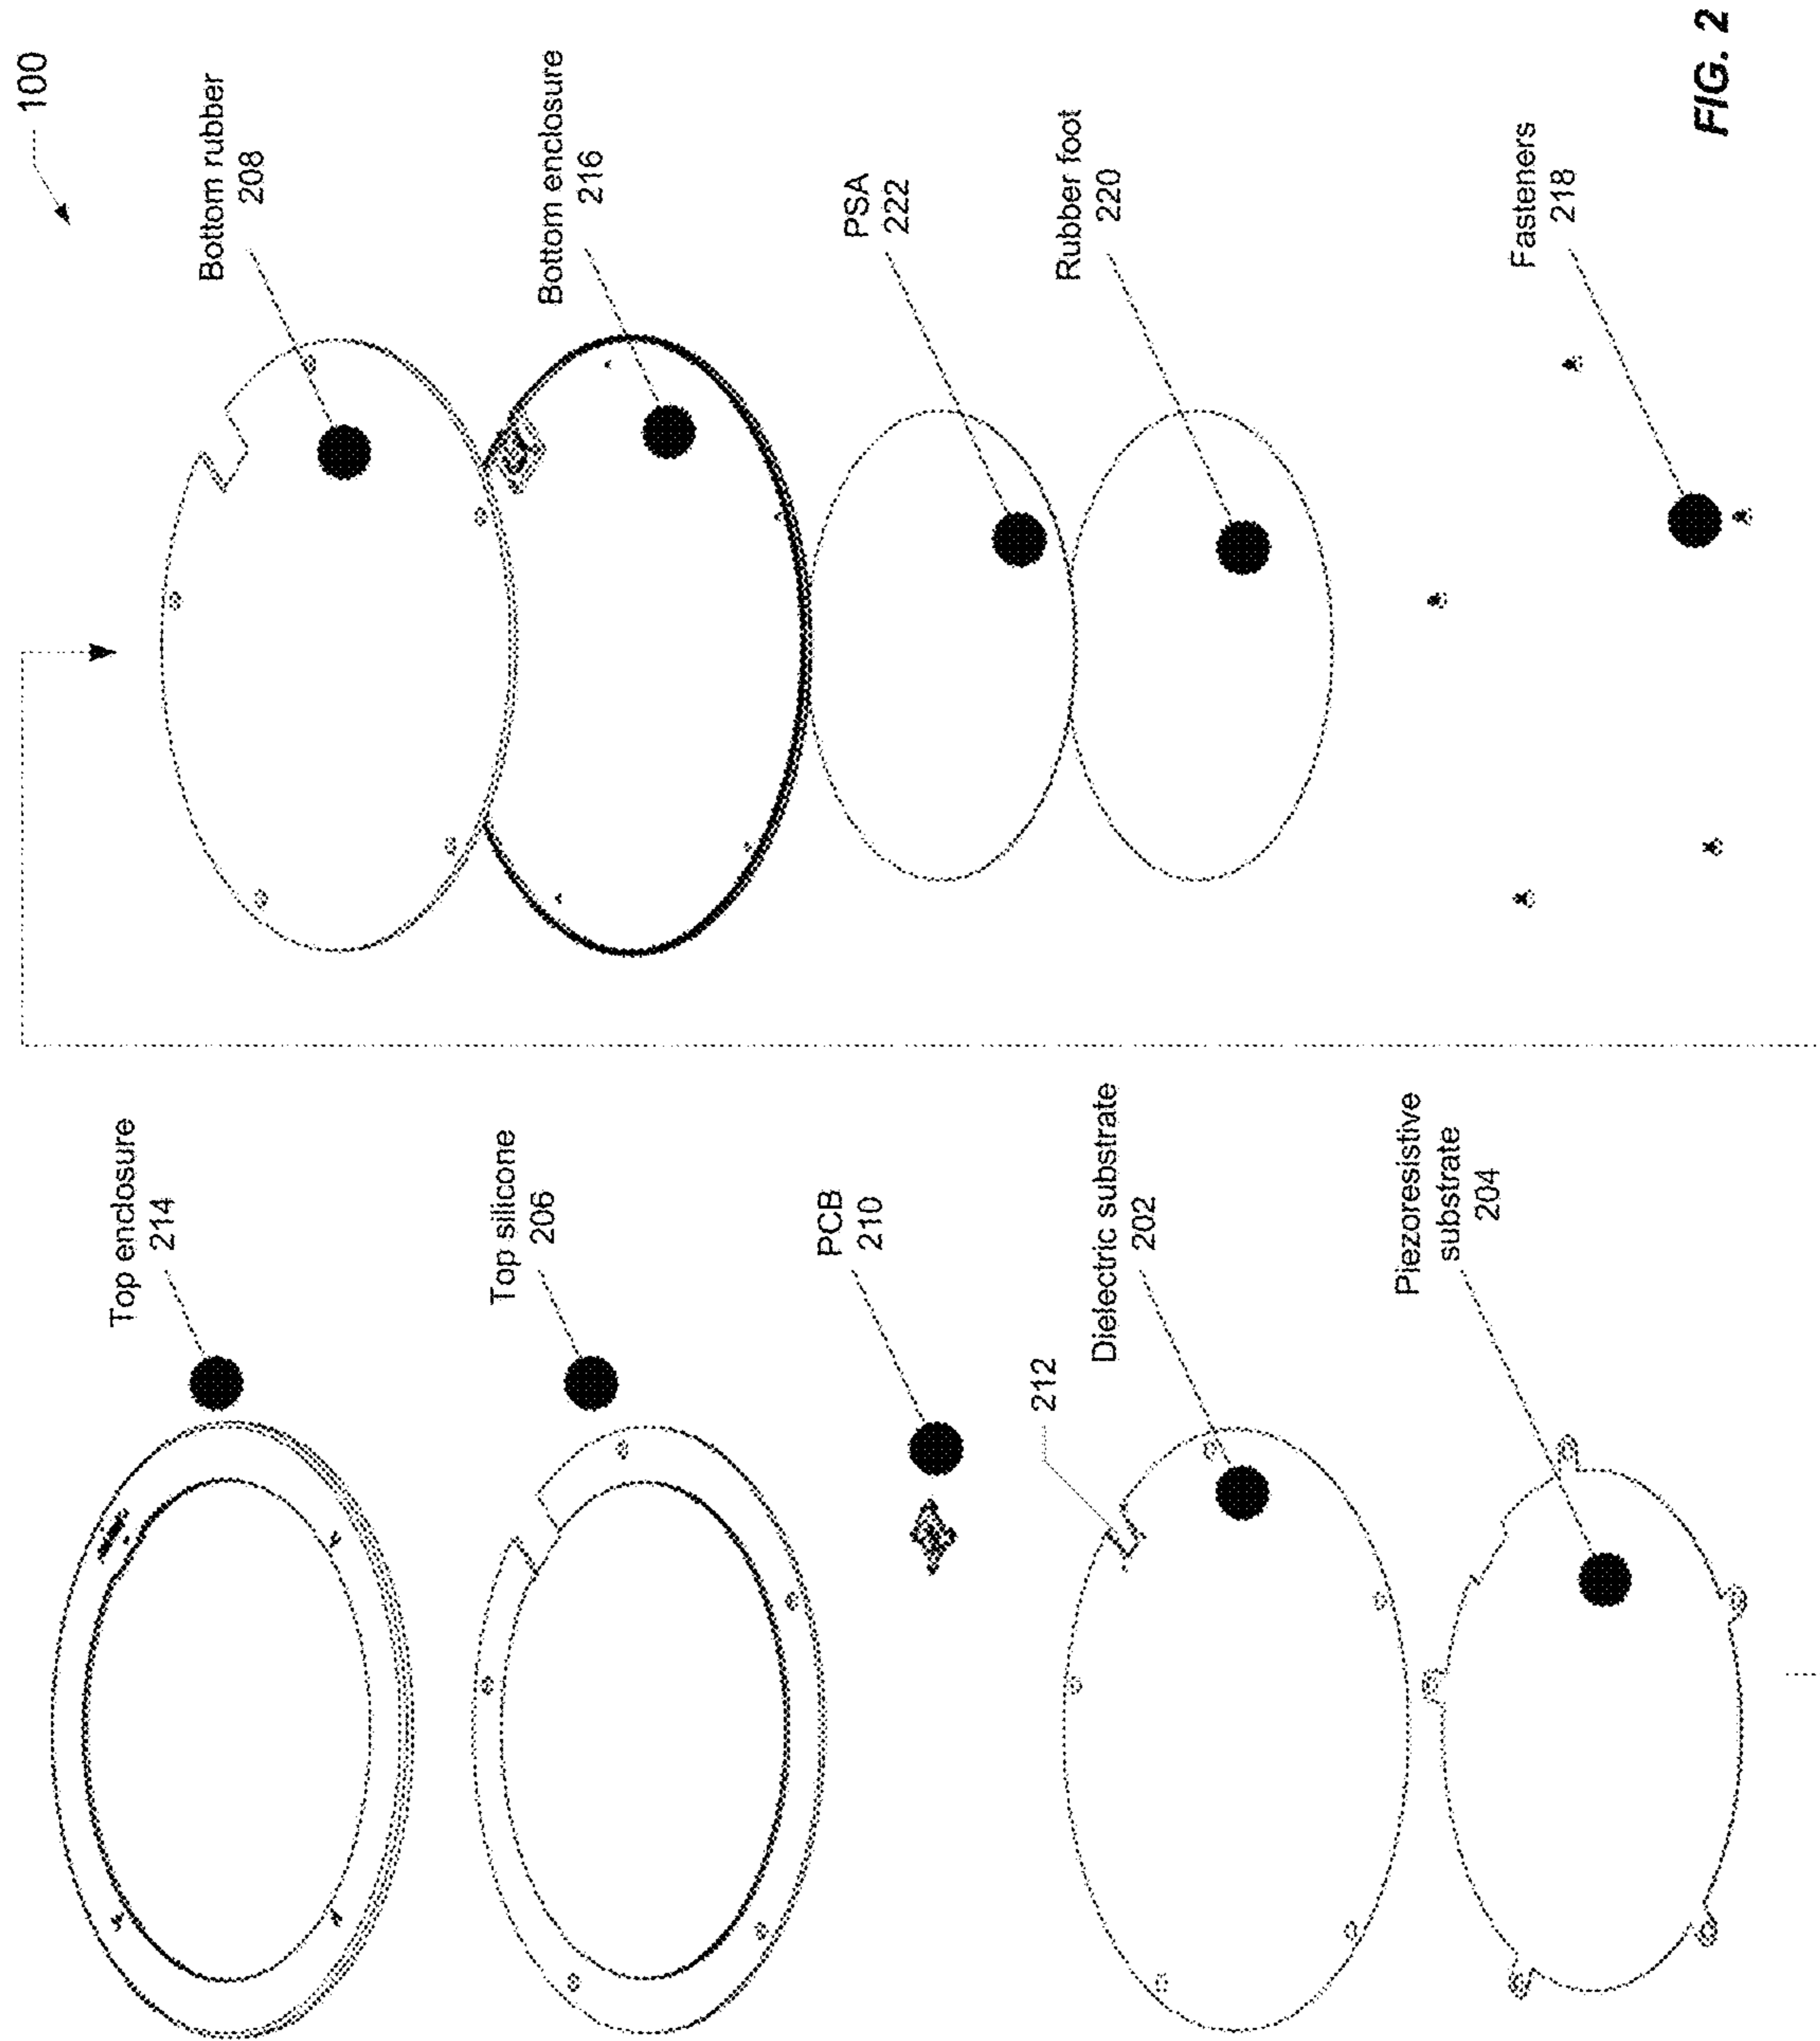 100
Top enclosure
214
Top silicone
206
PCB
210
212
Dielectric substrate
202
Piezoresistive
substrate
204
Bottom rubber
208
Bottom enclosure
216
PSA
222
Rubber foot
220
Fasteners
218
FIG. 2